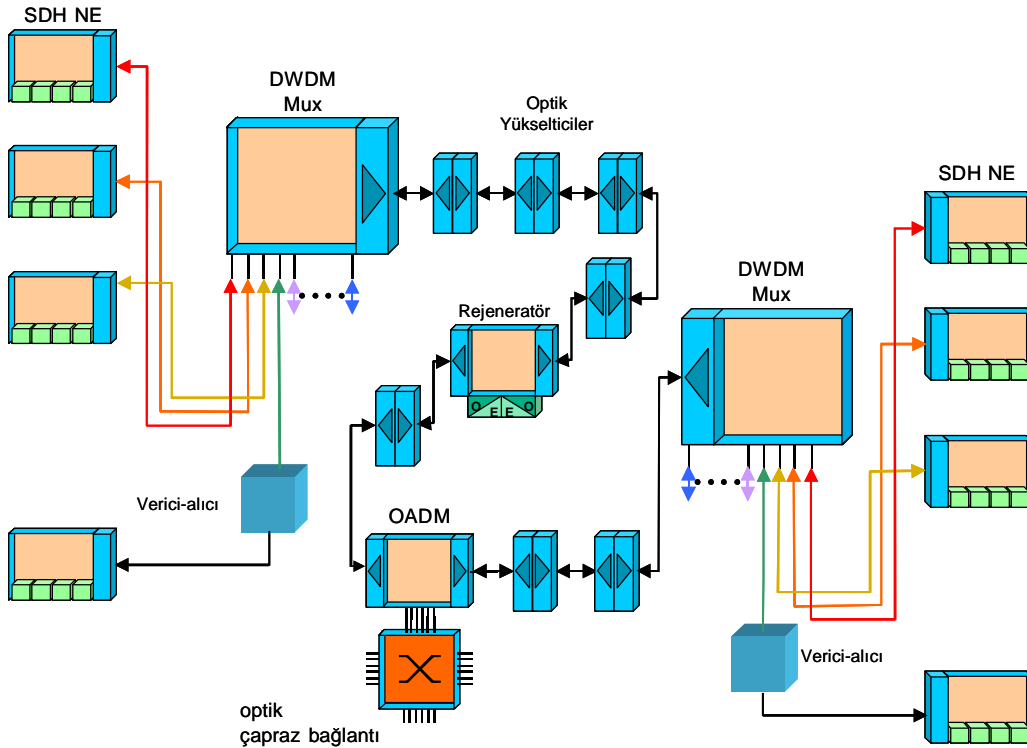 SDH NE
DWDM
Mux
Optik
Yükselticiler
SDH NE
DWDM
Mux
Rejeneratör
O
E
E
O
Verici-alıcı
OADM
Verici-alıcı
optik
çapraz bağlantı